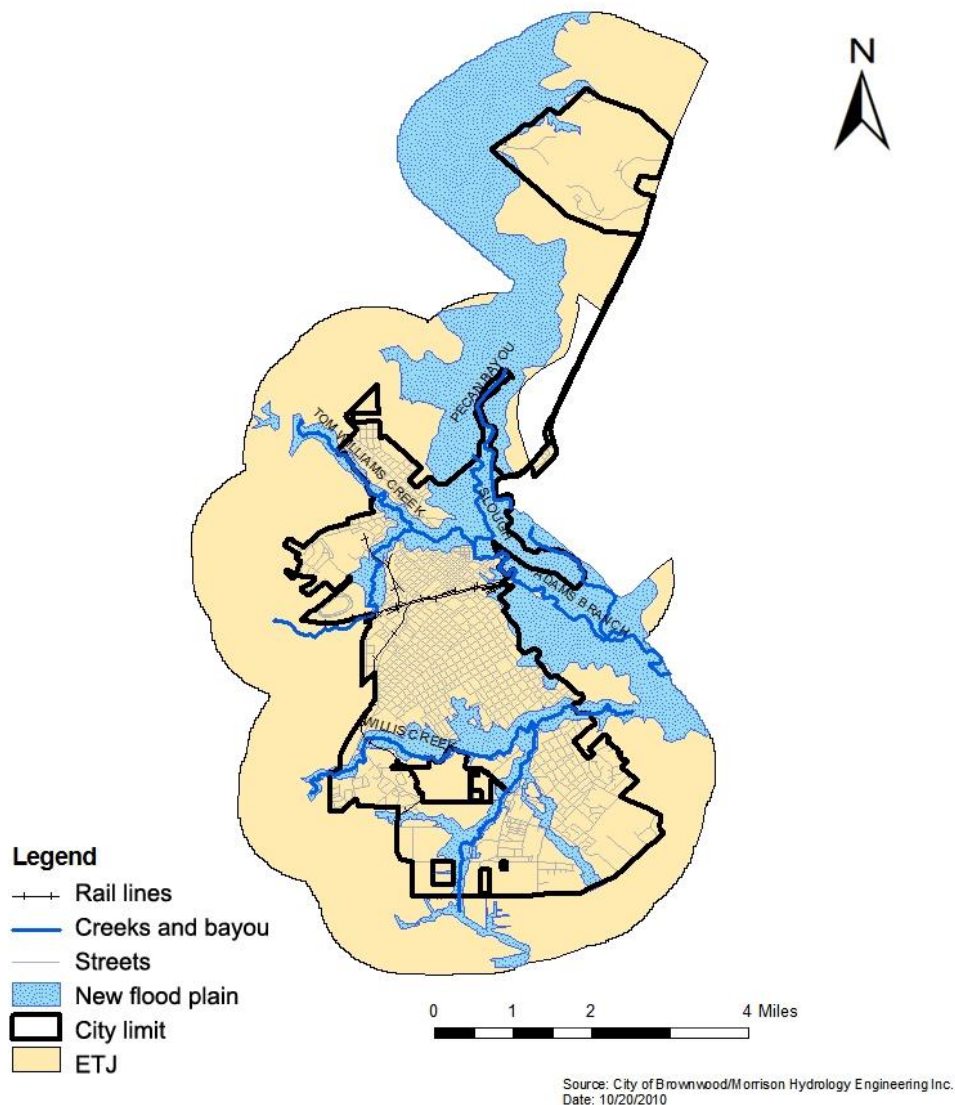 N
PECAN BAYOU
TOM WILLIAMS CREEK
SLOUGH
ADAMS BRANCH
WILLIS CREEK
Legend
Rail lines
Creeks and bayou
Streets
New flood plain
City limit
ETJ
0 1 2 4 Miles
Source: City of Brownwood/Morrison Hydrology Engineering Inc.
Date: 10/20/2010